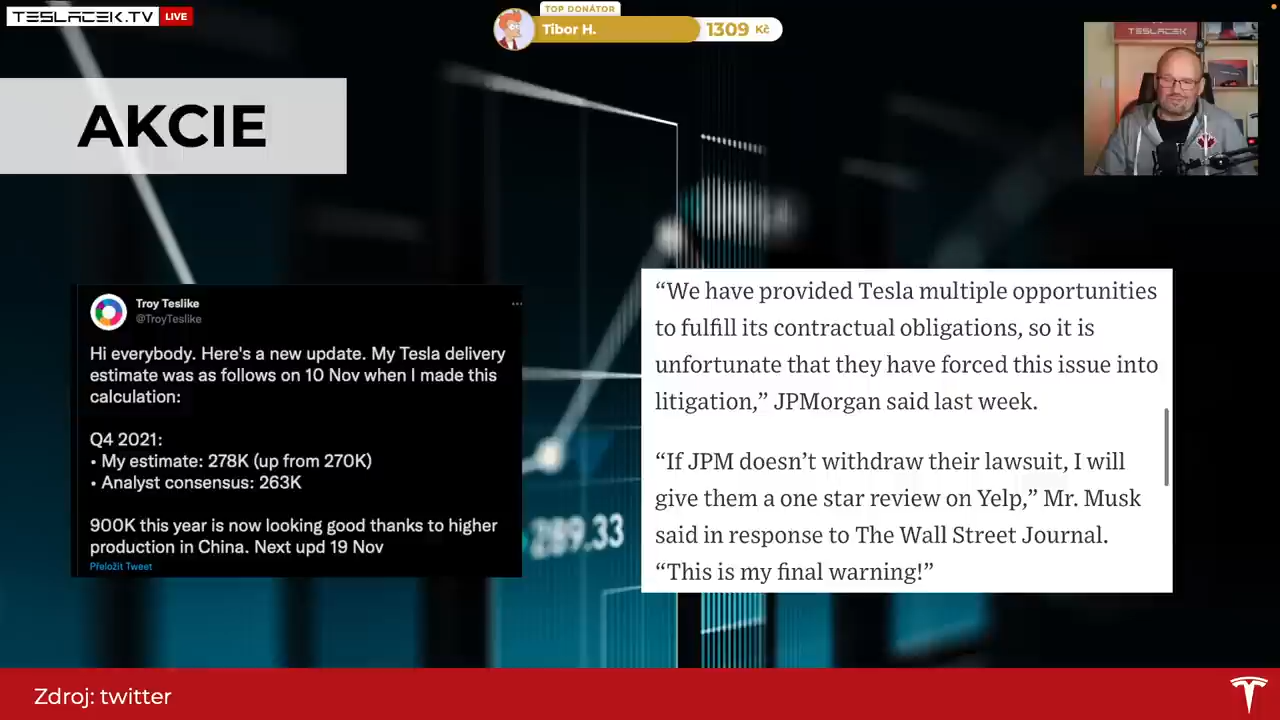 TESLACEK.TV LIVE
TOP DONÁTOR
Tibor H. 1309 Kč
TESLACEK
AKCIE
Troy Teslike
@TroyTeslike
Hi everybody. Here's a new update. My Tesla delivery
estimate was as follows on 10 Nov when I made this
calculation:
Q4 2021:
• My estimate: 278K (up from 270K)
• Analyst consensus: 263K
900K this year is now looking good thanks to higher
production in China. Next upd 19 Nov
Přeložit Tweet
“We have provided Tesla multiple opportunities
to fulfill its contractual obligations, so it is
unfortunate that they have forced this issue into
litigation,” JPMorgan said last week.
“If JPM doesn’t withdraw their lawsuit, I will
give them a one star review on Yelp,” Mr. Musk
said in response to The Wall Street Journal.
“This is my final warning!”
289.33
Zdroj: twitter